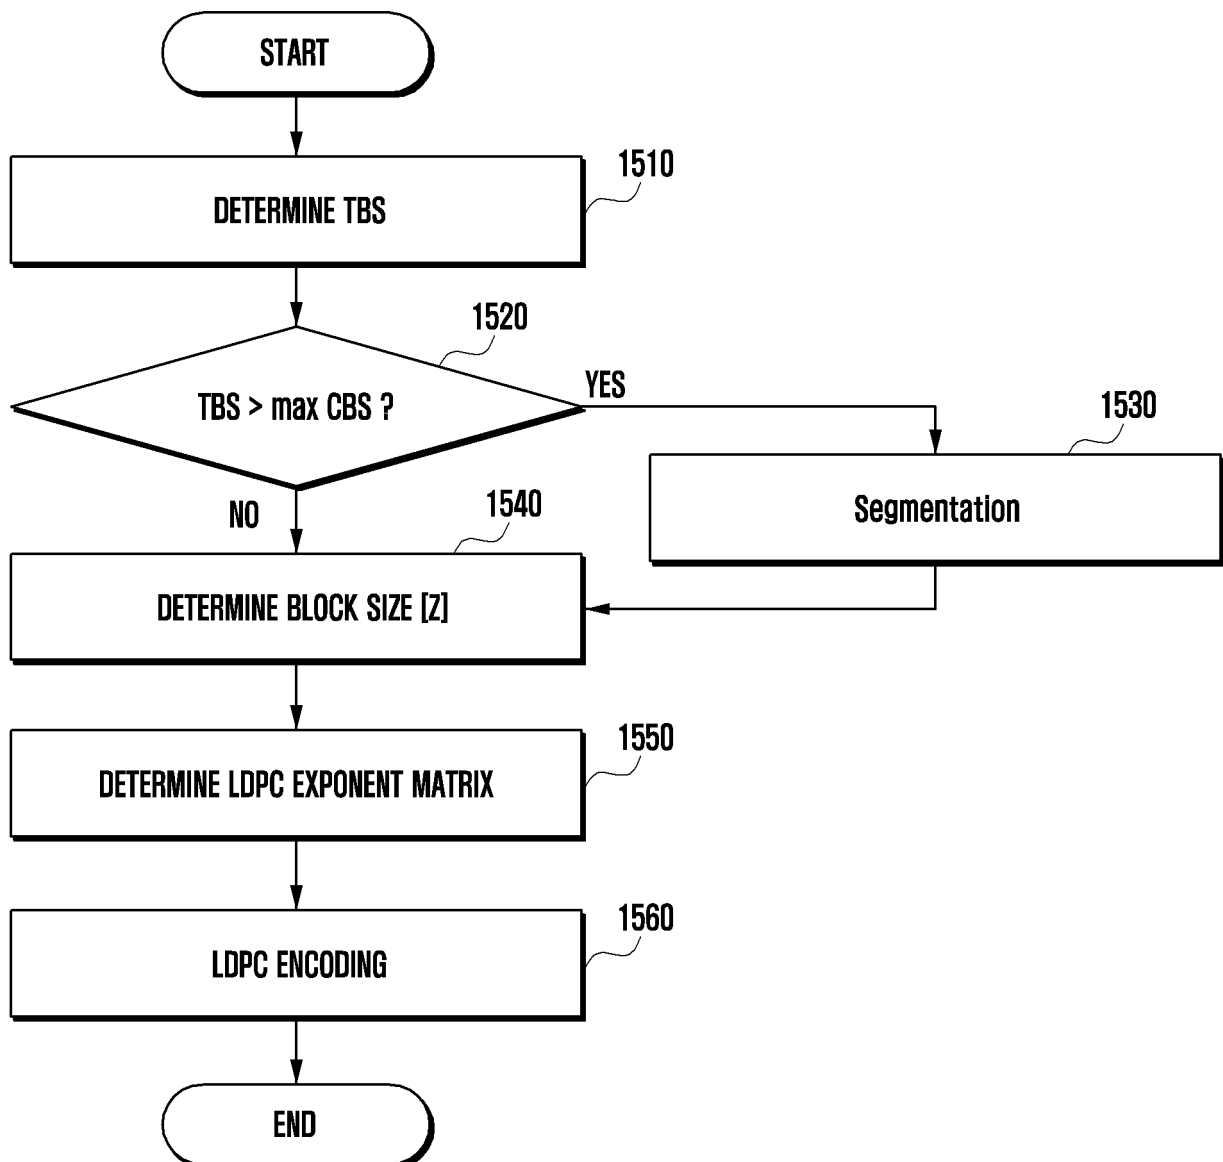 START
1510
DETERMINE TBS
1520
TBS > max CBS ?
YES
1530
Segmentation
NO
1540
DETERMINE BLOCK SIZE [Z]
1550
DETERMINE LDPC EXPONENT MATRIX
1560
LDPC ENCODING
END